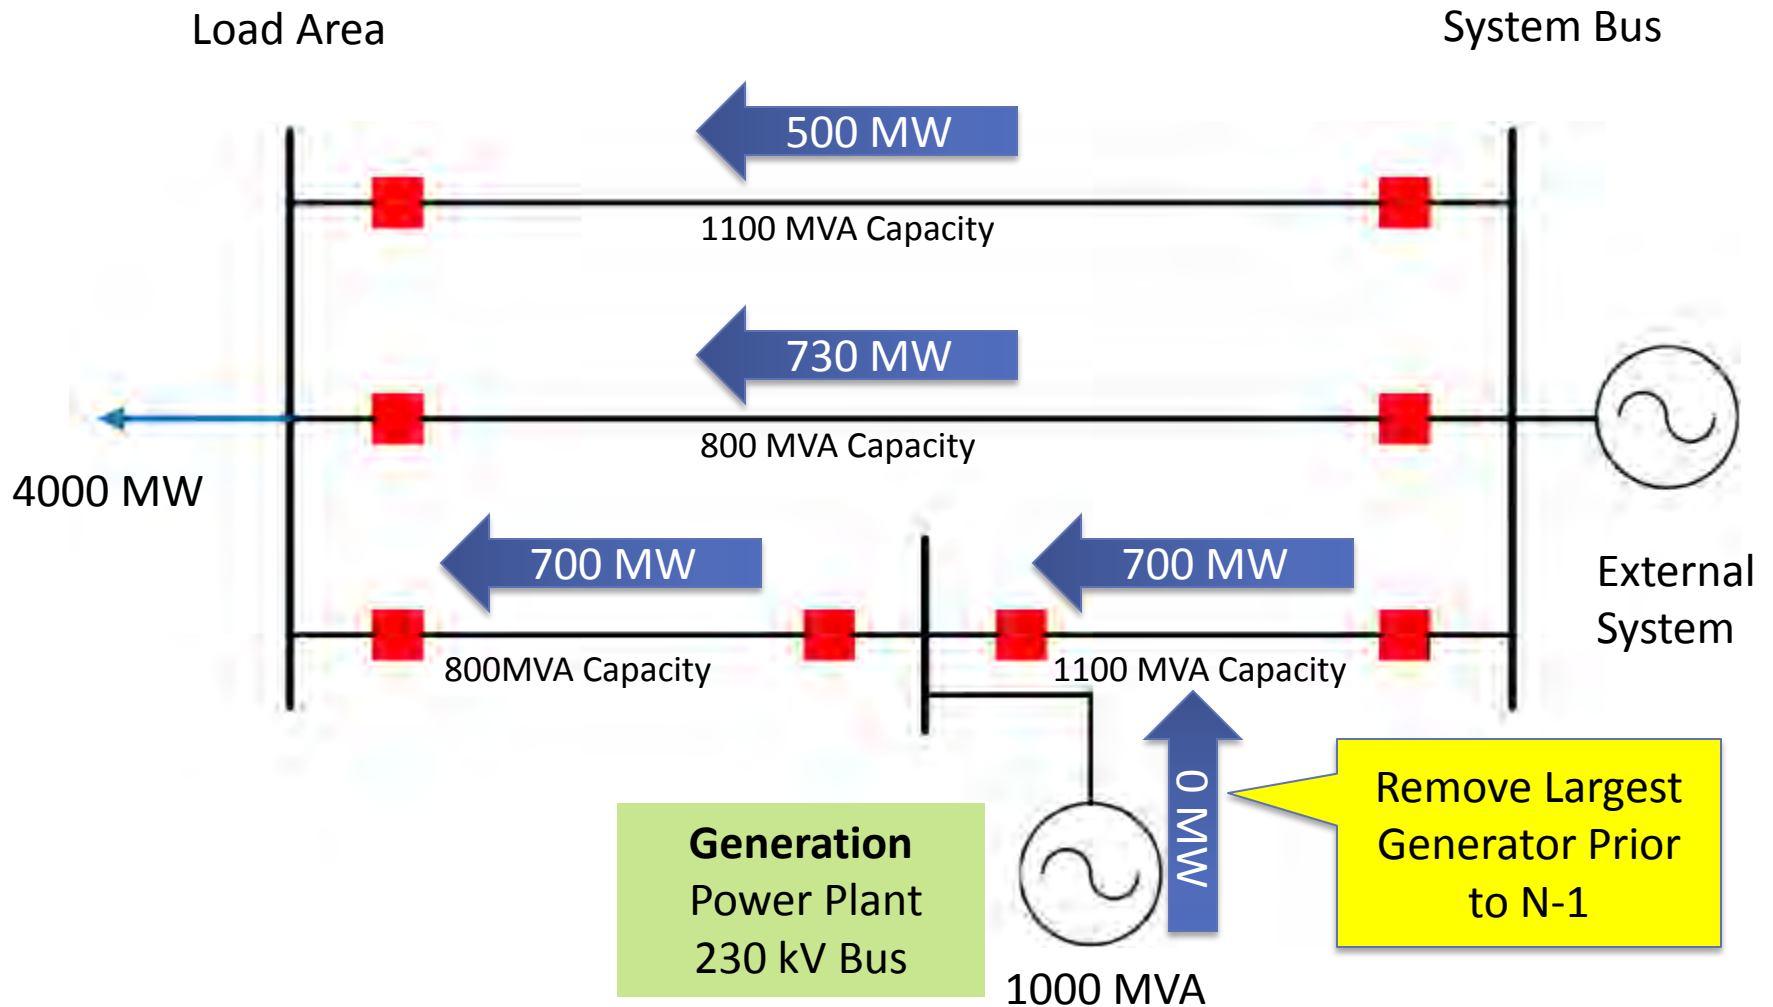 Load Area
System Bus
500 MW
1100 MVA Capacity
730 MW
800 MVA Capacity
4000 MW
700 MW
700 MW
External
System
800MVA Capacity
1100 MVA Capacity
0 MW
Remove Largest
Generator Prior
to N-1
Generation
Power Plant
230 kV Bus
1000 MVA